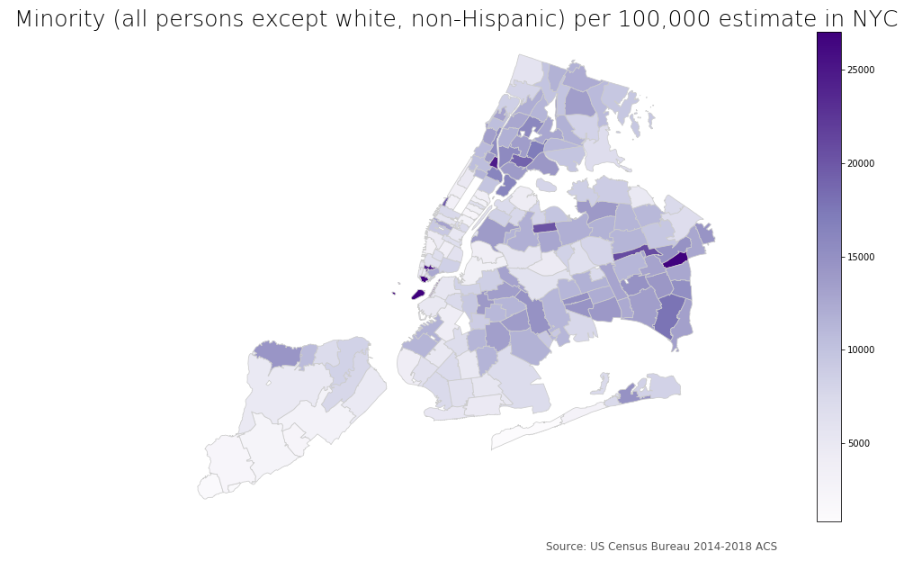 Minority (all persons except white, non-Hispanic) per 100,000 estimate in NYC
25000
20000
15000
10000
5000
Source: US Census Bureau 2014-2018 ACS